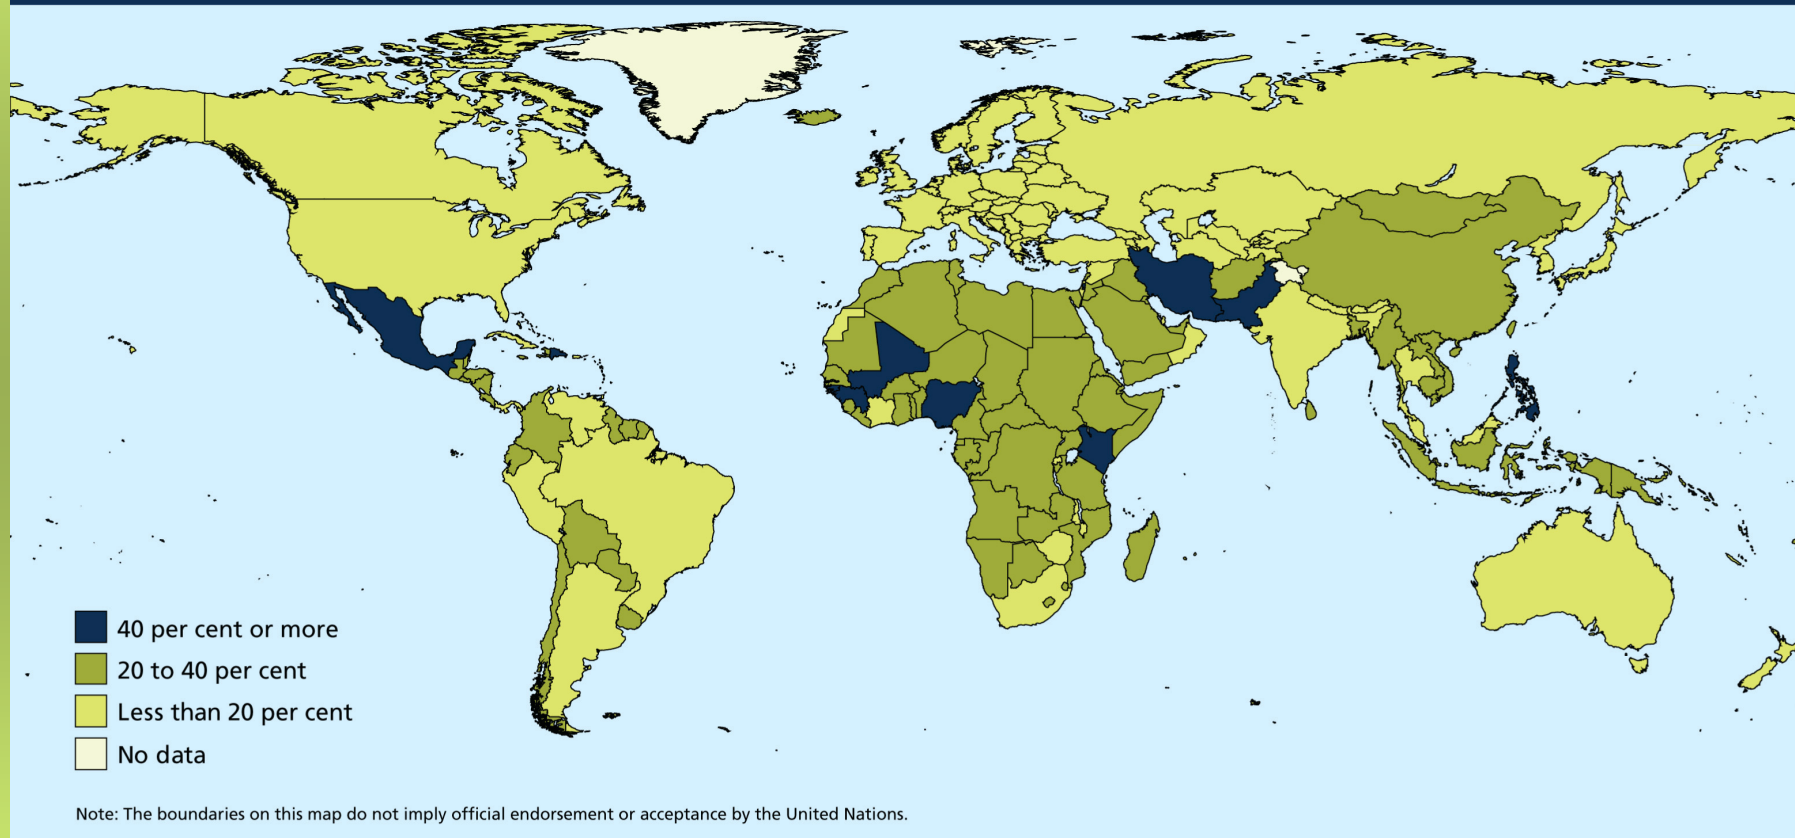 40 per cent or more
20 to 40 per cent
Less than 20 per cent
No data
Note: The boundaries on this map do not imply official endorsement or acceptance by the United Nations.